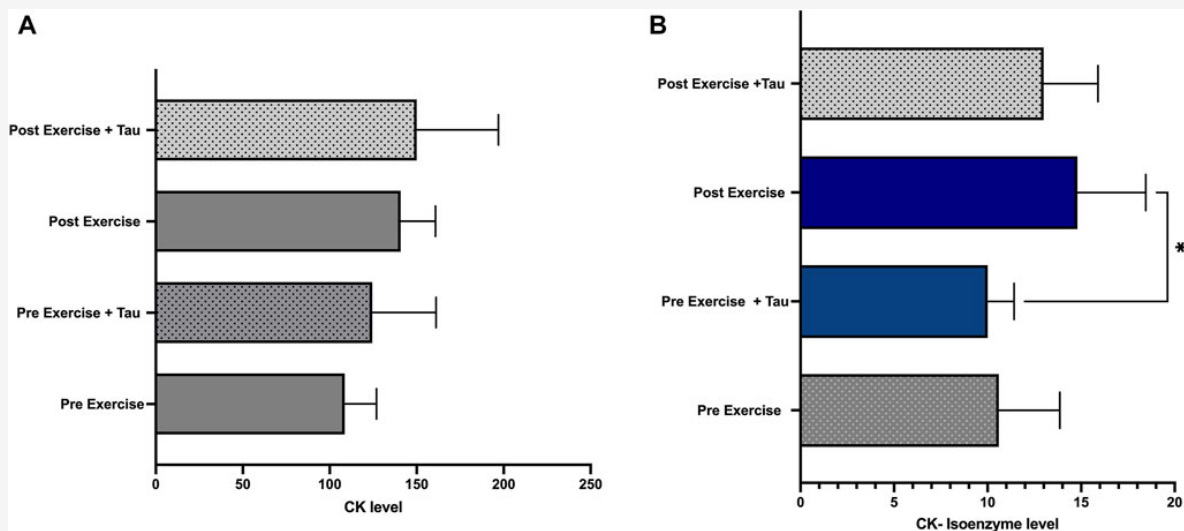 A
Post Exercise + Tau
Post Exercise
Pre Exercise + Tau
Pre Exercise
0 50 100 150 200 250
CK level
B
Post Exercise +Tau
Post Exercise
Pre Exercise + Tau
Pre Exercise
*
0 5 10 15 20
CK- Isoenzyme level